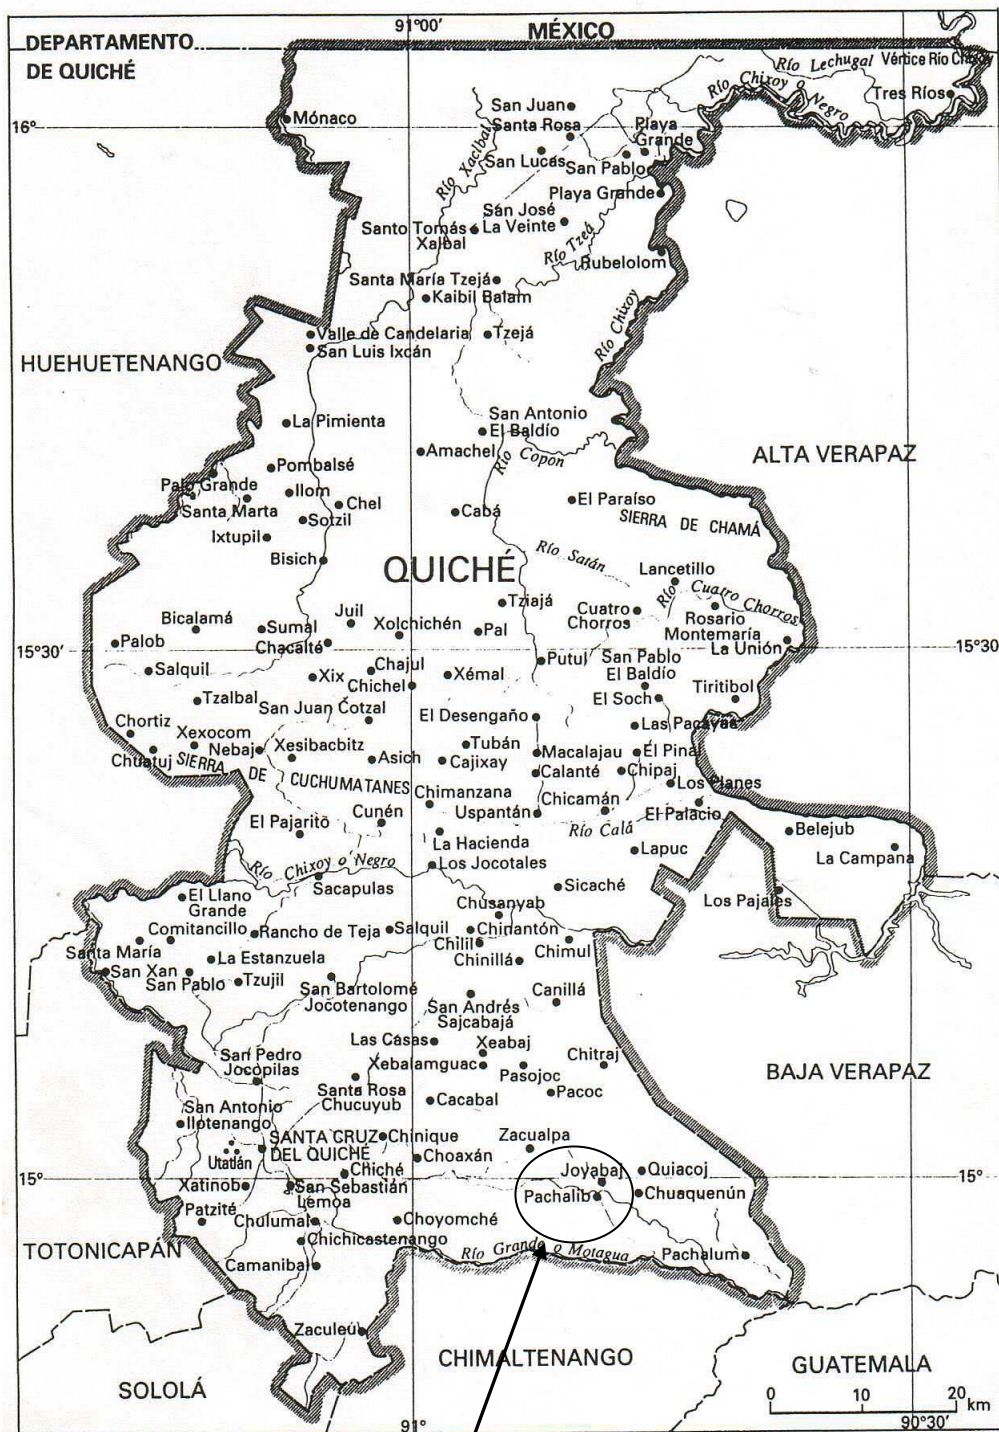 91°00'
MÉXICO
DEPARTAMENTO
DE QUICHÉ
Río Lechugal
Vértice Río Chixoy
Río Chixoy o Negro
Tres Ríos
Mónaco
16°
San Juan
Santa Rosa
Playa
Grande
San Lucas
San Pablo
Río Xaclbal
Playa Grande
San José
La Veinte
Santo Tomás
Xalbal
Río Tzeá
Rubelolom
Santa María Tzejá
Kaibil Balam
Río Chixoy
Valle de Candelaria
Tzejá
San Luis Ixcán
HUEHUETENANGO
San Antonio
El Baldío
La Pimienta
Amachel
Río Copon
ALTA VERAPAZ
Pombalsé
Palo Grande
Ilom
Santa Marta
Chel
Sotzil
Cabá
El Paraíso
SIERRA DE CHAMÁ
Ixtupil
Bisich
QUICHÉ
Río Satán
Lancetillo
Río Cuatro Chorros
Tziajá
Cuatro
Chorros
Rosario
Montemaría
Juil
Bicalamá
Sumal
Xolchichén
Pal
Palob
Chacalté
La Unión
15°30'
15°30'
Putul
San Pablo
El Baldío
Salquil
Xix
Chajul
Xémal
Chichel
El Soch
Tiritibol
Tzalbal
San Juan Cotzal
El Desengaño
Las Pacayas
Chortiz
Xexocom
Nebaj
Xesibacbitz
Tubán
Macalajau
El Pinal
Chuatuj
SIERRA DE CUCHUMATANES
Asich
Cajixay
Calanté
Chipaj
Los Planes
Chimanzana
Chicamán
El Pajarito
Cunén
Uspantán
El Palacio
Río Calá
Belejub
La Hacienda
Lapuc
La Campana
Río Chixoy o Negro
Los Jocotales
Sacapulas
Sicaché
El Llano
Grande
Los Pajales
Chusanyab
Comitancillo
Rancho de Teja
Salquil
Chinantón
Santa María
Chilil
Chimul
La Estanzuela
Chinillá
San Xan
San Pablo
Tzujil
San Bartolomé
Jocotenango
Canillá
San Andrés
Sajcabajá
Las Casas
Xeabaj
San Pedro
Jocopilas
Xebalamguac
Chitraj
Pasojoc
BAJA VERAPAZ
Santa Rosa
Chucuyub
Pacoc
Cacabal
San Antonio
Ilotenango
SANTA CRUZ
DEL QUICHÉ
Chinique
Zacualpa
Utatlán
Choaxán
Chiché
Joyabaj
Quiacoj
15°
Xatinob
San Sebastián
Lemoa
Pachalib
Chuaquenún
Patzité
Chulumal
Choyomché
TOTONICAPÁN
Chichicastenango
Río Grande o Motagua
Pachalum
Camanibal
Zaculeu
CHIMALTENANGO
GUATEMALA
SOLOLÁ
0 10 20 km
91°
90°30'